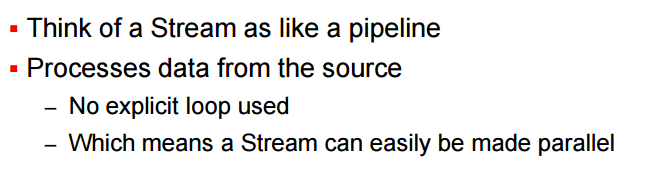 ▪ Think of a Stream as like a pipeline
▪ Processes data from the source
– No explicit loop used
– Which means a Stream can easily be made parallel